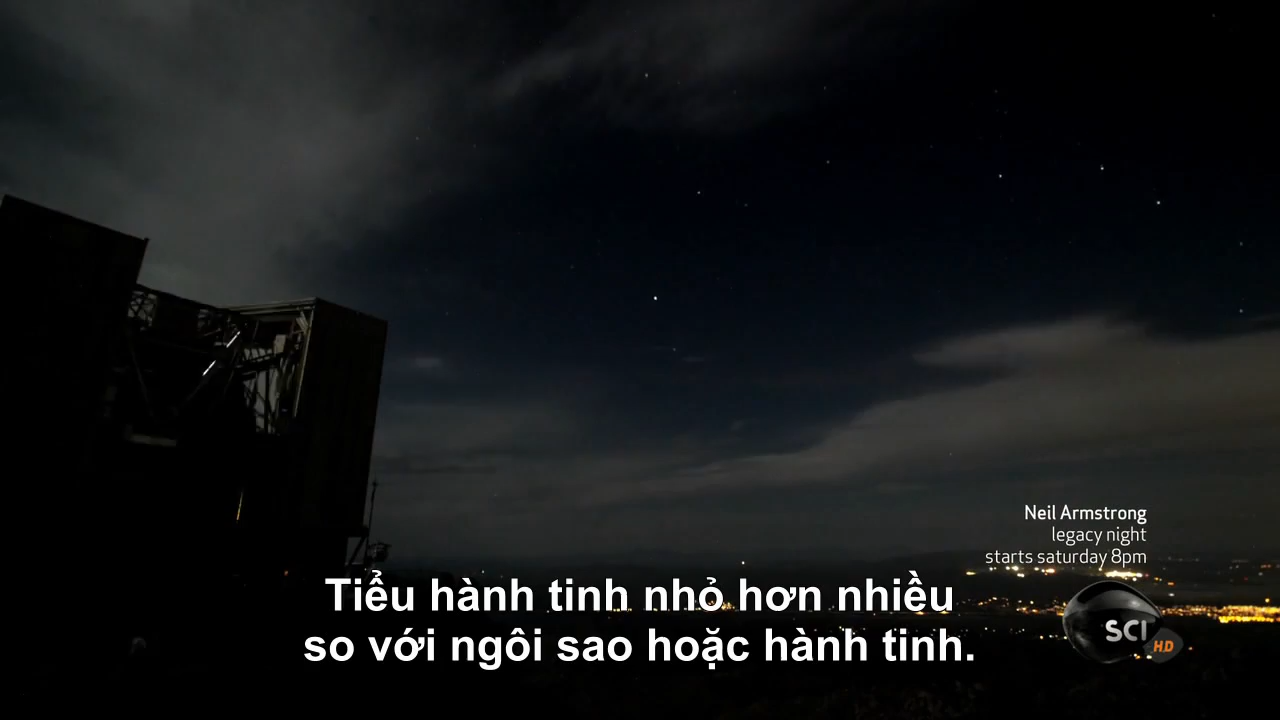 Neil Armstrong
legacy night
starts saturday 8pm
Tiểu hành tinh nhỏ hơn nhiều
so với ngôi sao hoặc hành tinh.
SCI
HD